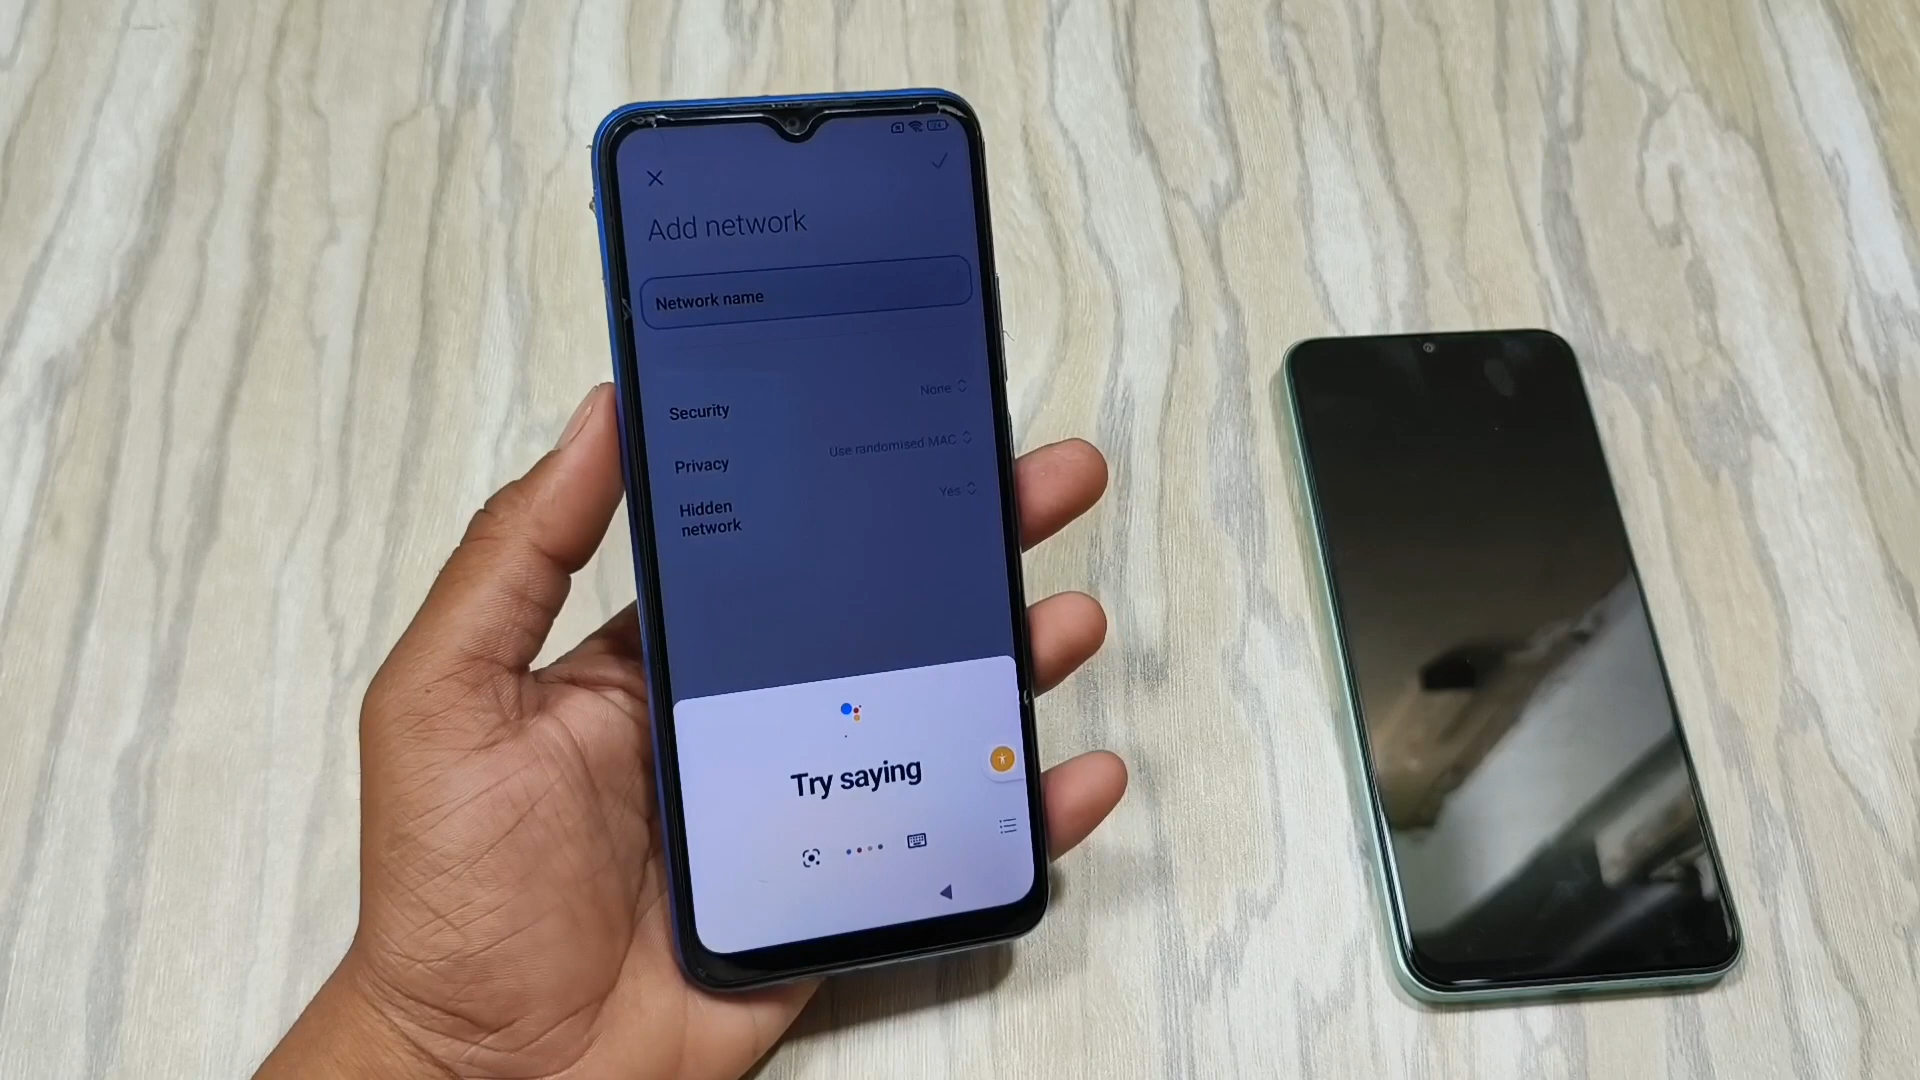 Add network
Network name
Security
None
Privacy
Use randomised MAC
Hidden
network
Yes
Try saying